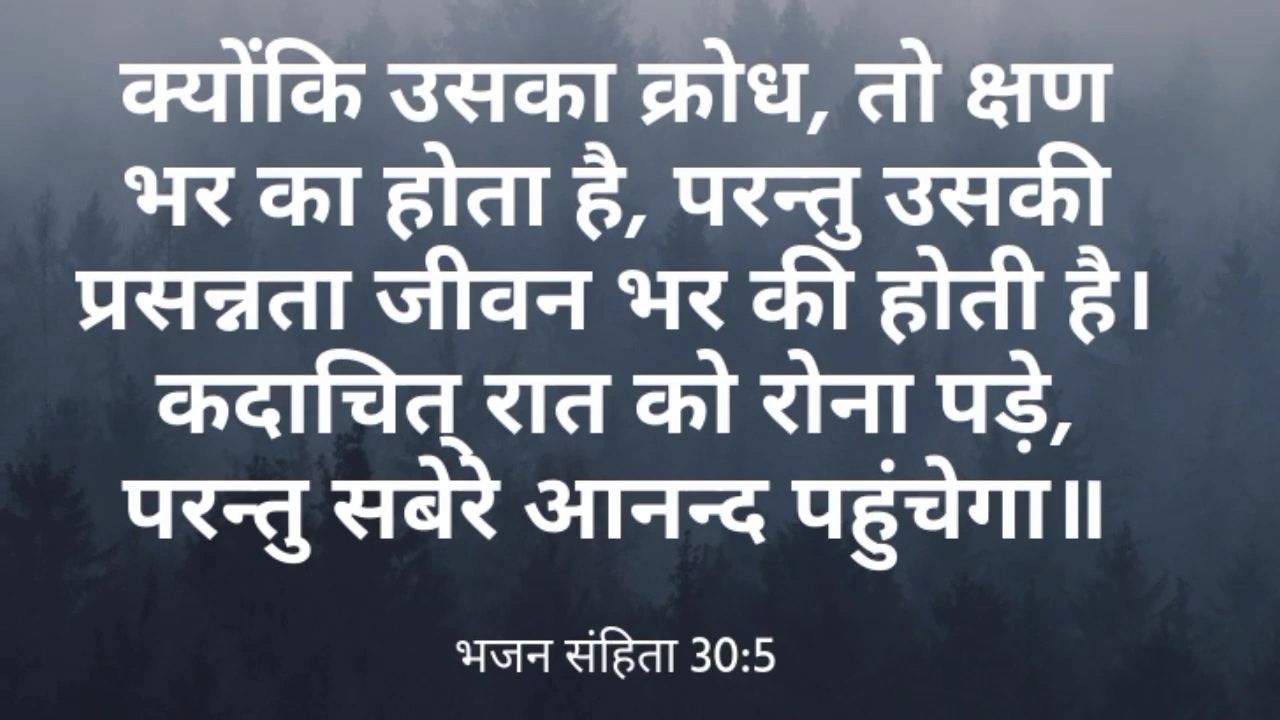 क्योंकि उसका क्रोध, तो क्षण
भर का होता है, परन्तु उसकी
प्रसन्नता जीवन भर की होती है।
कदाचित् रात को रोना पड़े,
परन्तु सबेरे आनन्द पहुंचेगा॥
भजन संहिता 30:5